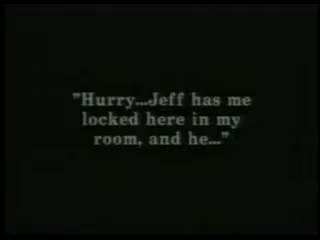 "Hurry...Jeff has me
locked here in my
room, and he..."